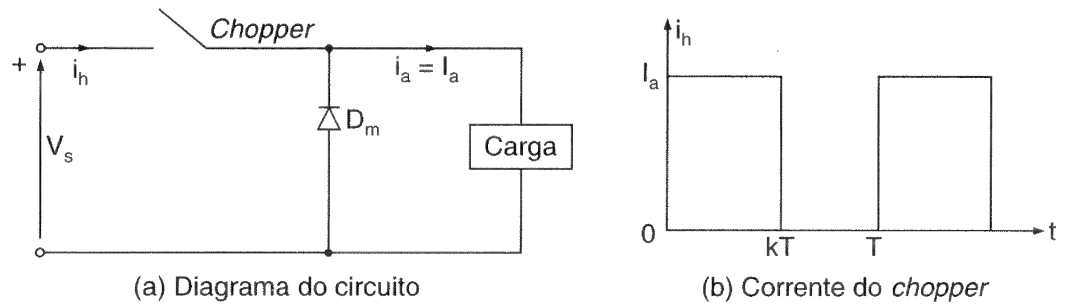 Chopper
+
i_h
i_a = I_a
V_s
D_m
Carga
(a) Diagrama do circuito
i_h
I_a
0
kT
T
t
(b) Corrente do chopper